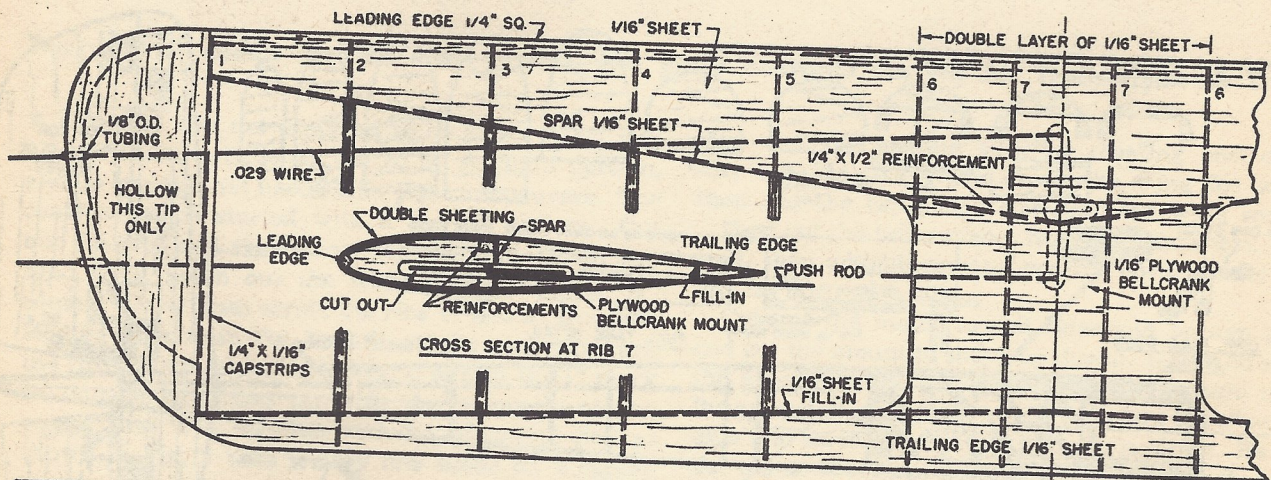 LEADING EDGE 1/4" SQ.
1/16" SHEET
DOUBLE LAYER OF 1/16" SHEET
2
3
4
5
6
7
7
6
1/8" O.D.
TUBING
SPAR 1/16" SHEET
1/4" X 1/2" REINFORCEMENT
.029 WIRE
HOLLOW
THIS TIP
ONLY
DOUBLE SHEETING
SPAR
LEADING
EDGE
TRAILING EDGE
PUSH ROD
CUT OUT
REINFORCEMENTS
PLYWOOD
BELLCRANK MOUNT
FILL-IN
1/16" PLYWOOD
BELLCRANK
MOUNT
1/4" X 1/16"
CAPSTRIPS
CROSS SECTION AT RIB 7
1/16" SHEET
FILL-IN
TRAILING EDGE 1/16" SHEET